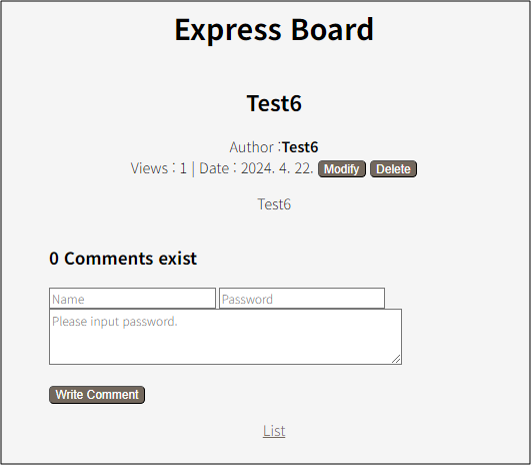 Express Board
Test6
Author :Test6
Views : 1 | Date : 2024. 4. 22. Modify Delete
Test6
0 Comments exist
Name Password
Please input password.
Write Comment
List